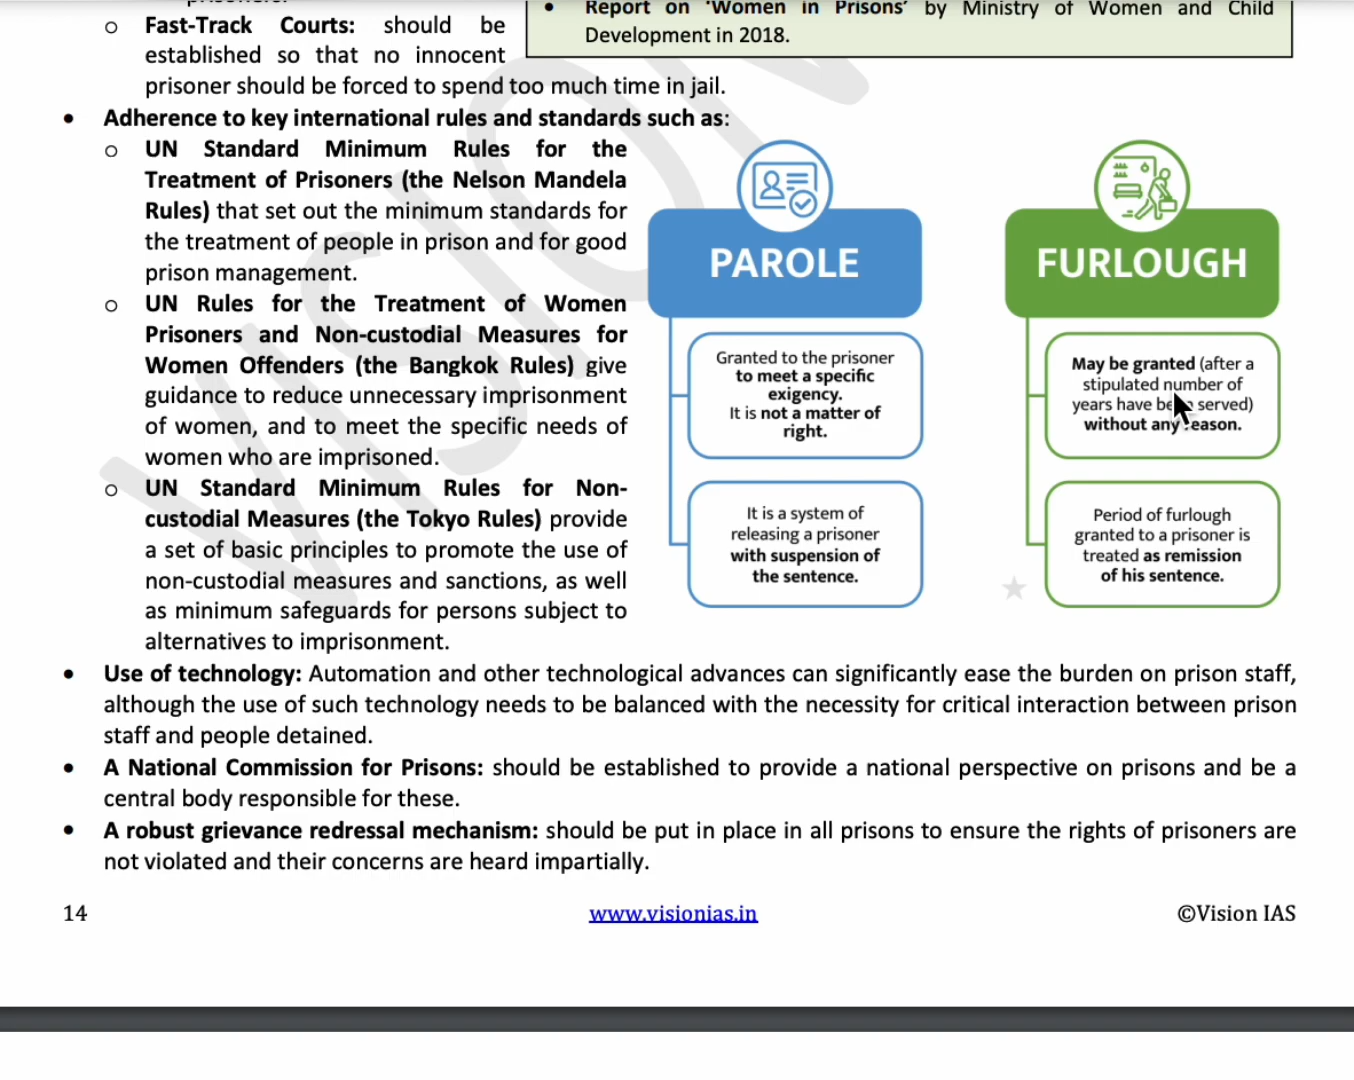 Report on 'Women in Prisons' by Ministry of Women and Child
Development in 2018.
Fast-Track Courts: should be
established so that no innocent
prisoner should be forced to spend too much time in jail.
Adherence to key international rules and standards such as:
UN Standard Minimum Rules for the
Treatment of Prisoners (the Nelson Mandela
Rules) that set out the minimum standards for
the treatment of people in prison and for good
prison management.
UN Rules for the Treatment of Women
Prisoners and Non-custodial Measures for
Women Offenders (the Bangkok Rules) give
guidance to reduce unnecessary imprisonment
of women, and to meet the specific needs of
women who are imprisoned.
UN Standard Minimum Rules for Non-
custodial Measures (the Tokyo Rules) provide
a set of basic principles to promote the use of
non-custodial measures and sanctions, as well
as minimum safeguards for persons subject to
alternatives to imprisonment.
PAROLE
Granted to the prisoner
to meet a specific
exigency.
It is not a matter of
right.
It is a system of
releasing a prisoner
with suspension of
the sentence.
FURLOUGH
May be granted (after a
stipulated number of
years have been served)
without any reason.
Period of furlough
granted to a prisoner is
treated as remission
of his sentence.
Use of technology: Automation and other technological advances can significantly ease the burden on prison staff,
although the use of such technology needs to be balanced with the necessity for critical interaction between prison
staff and people detained.
A National Commission for Prisons: should be established to provide a national perspective on prisons and be a
central body responsible for these.
A robust grievance redressal mechanism: should be put in place in all prisons to ensure the rights of prisoners are
not violated and their concerns are heard impartially.
14
www.visionias.in
©Vision IAS
VISION